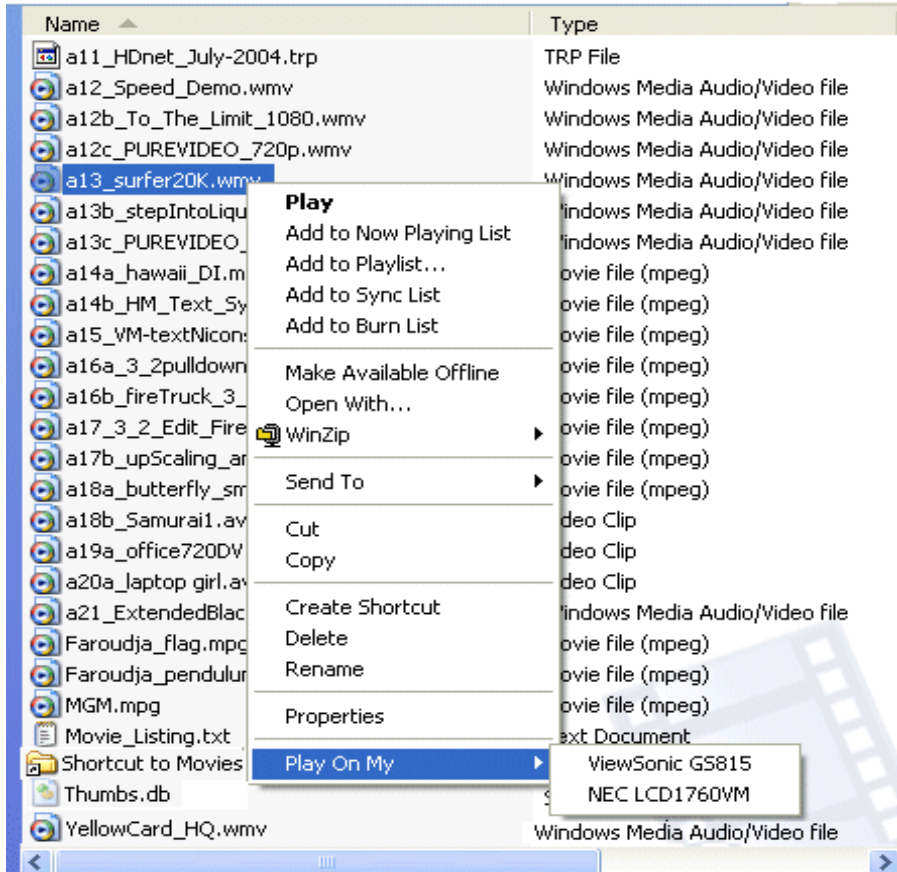 Name Type
a11_HDnet_July-2004.trp TRP File
a12_Speed_Demo.wmv Windows Media Audio/Video file
a12b_To_The_Limit_1080.wmv Windows Media Audio/Video file
a12c_PUREVIDEO_720p.wmv Windows Media Audio/Video file
a13_surfer20K.wmv Windows Media Audio/Video file
a13b_stepIntoLiqu indows Media Audio/Video file
a13c_PUREVIDEO_ indows Media Audio/Video file
a14a_hawaii_DI.m ovie file (mpeg)
a14b_HM_Text_Sy ovie file (mpeg)
a15_VM-textNicon ovie file (mpeg)
a16a_3_2pulldown ovie file (mpeg)
a16b_fireTruck_3_ ovie file (mpeg)
a17_3_2_Edit_Fire ovie file (mpeg)
a17b_upScaling_ar ovie file (mpeg)
a18a_butterfly_sm ovie file (mpeg)
a18b_Samurai1.av deo Clip
a19a_office720DV deo Clip
a20a_laptop girl.av deo Clip
a21_ExtendedBlac indows Media Audio/Video file
Faroudja_flag.mpg ovie file (mpeg)
Faroudja_pendulur ovie file (mpeg)
MGM.mpg ovie file (mpeg)
Movie_Listing.txt ext Document
Shortcut to Movies
Thumbs.db
YellowCard_HQ.wmv Windows Media Audio/Video file
Play
Add to Now Playing List
Add to Playlist...
Add to Sync List
Add to Burn List
Make Available Offline
Open With...
WinZip
Send To
Cut
Copy
Create Shortcut
Delete
Rename
Properties
Play On My
ViewSonic GS815
NEC LCD1760VM